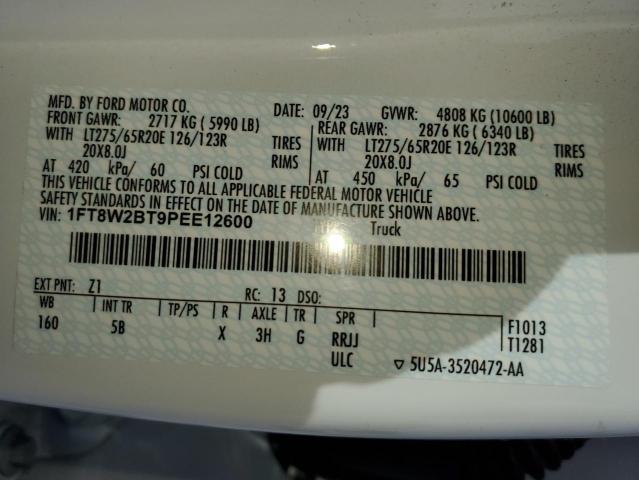 MFD. BY FORD MOTOR CO. DATE: 09/23 GVWR: 4808 KG (10600 LB)
FRONT GAWR: 2717 KG (5990 LB) REAR GAWR: 2876 KG (6340 LB)
WITH LT275/65R20E 126/123R TIRES WITH LT275/65R20E 126/123R TIRES
20X8.0J RIMS 20X8.0J RIMS
AT 420 kPa/ 60 PSI COLD AT 450 kPa/ 65 PSI COLD
THIS VEHICLE CONFORMS TO ALL APPLICABLE FEDERAL MOTOR VEHICLE
SAFETY STANDARDS IN EFFECT ON THE DATE OF MANUFACTURE SHOWN ABOVE.
VIN: 1FT8W2BT9PEE12600 Truck
EXT PNT: Z1 RC: 13 DSO:
WB INT TR TP/PS R AXLE TR SPR F1013
160 5B X 3H G RRJJ T1281
ULC ▽ 5U5A-3520472-AA